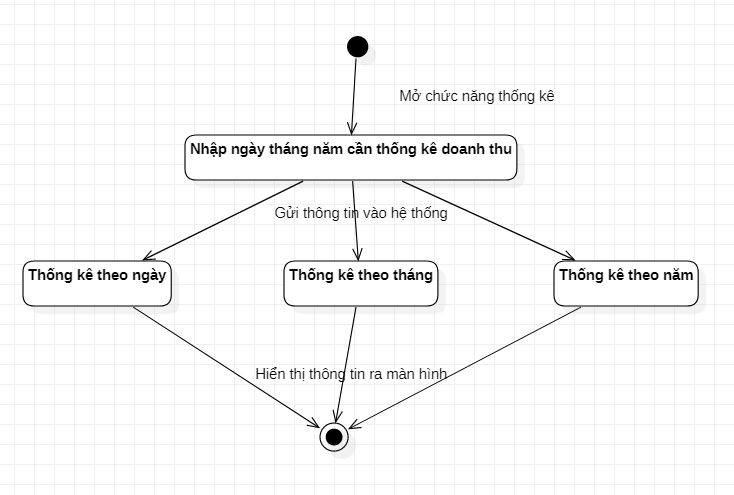 Mở chức năng thống kê
Nhập ngày tháng năm cần thống kê doanh thu
Gửi thông tin vào hệ thống
Thống kê theo ngày
Thống kê theo tháng
Thống kê theo năm
Hiển thị thông tin ra màn hình